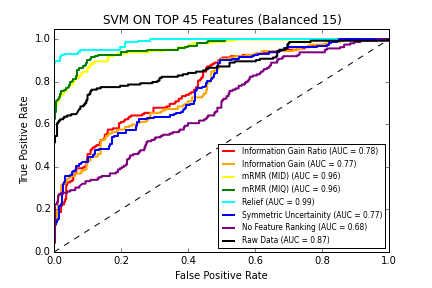 SVM ON TOP 45 Features (Balanced 15)
True Positive Rate
1.0
0.8
0.6
0.4
0.2
0.0
Information Gain Ratio (AUC = 0.78)
Information Gain (AUC = 0.77)
mRMR (MID) (AUC = 0.96)
mRMR (MIQ) (AUC = 0.96)
Relief (AUC = 0.99)
Symmetric Uncertainity (AUC = 0.77)
No Feature Ranking (AUC = 0.68)
Raw Data (AUC = 0.87)
0.0 0.2 0.4 0.6 0.8 1.0
False Positive Rate